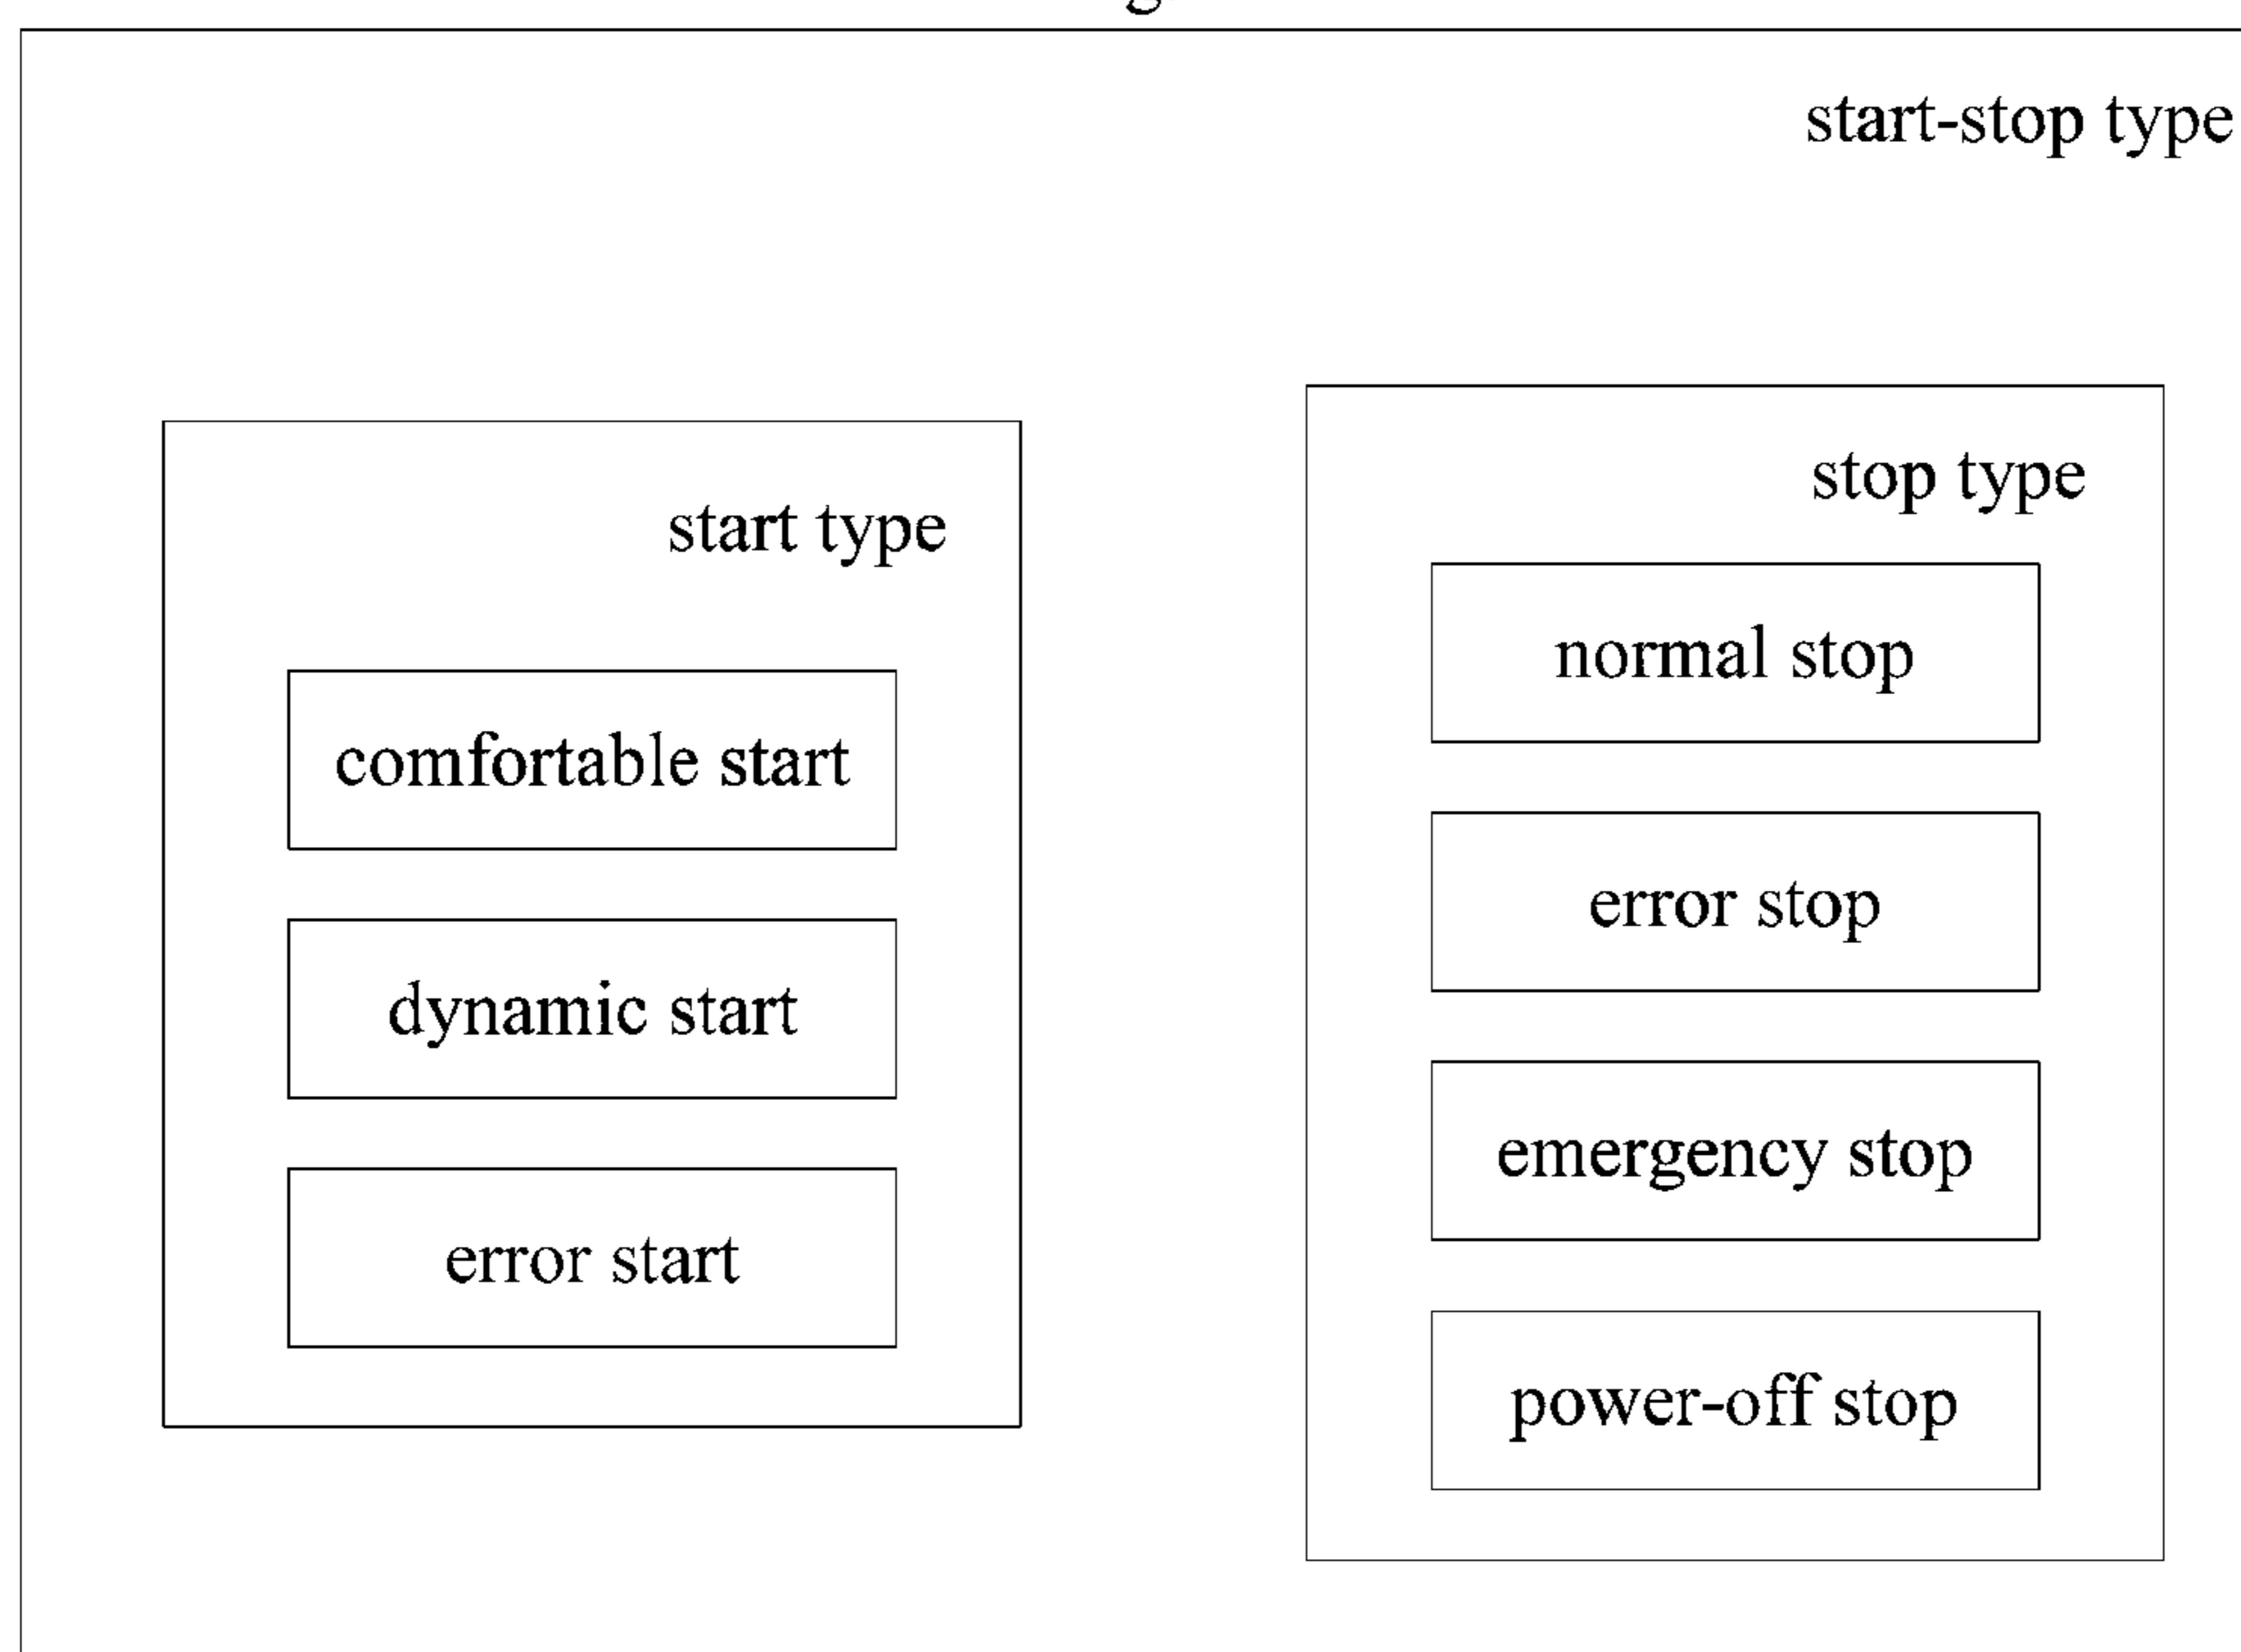 start-stop type
start type
comfortable start
dynamic start
error start
stop type
normal stop
error stop
emergency stop
power-off stop